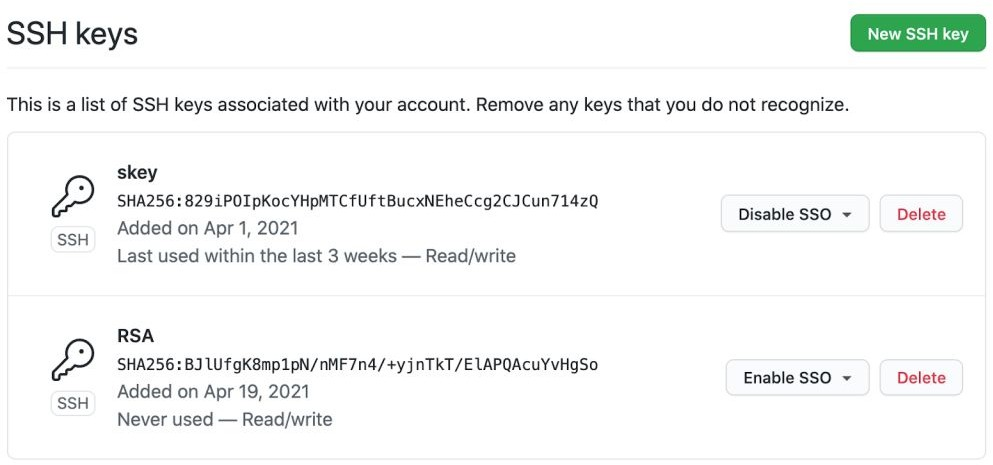 SSH keys
New SSH key
This is a list of SSH keys associated with your account. Remove any keys that you do not recognize.
skey
SHA256:829iPOIpKocYHpMTCfUftBucxNEheCcg2CJCun714zQ
Added on Apr 1, 2021
Last used within the last 3 weeks — Read/write
SSH
Disable SSO
Delete
RSA
SHA256:BJlUfgK8mp1pN/nMF7n4/+yjnTkT/ElAPQAcuYvHgSo
Added on Apr 19, 2021
Never used — Read/write
SSH
Enable SSO
Delete